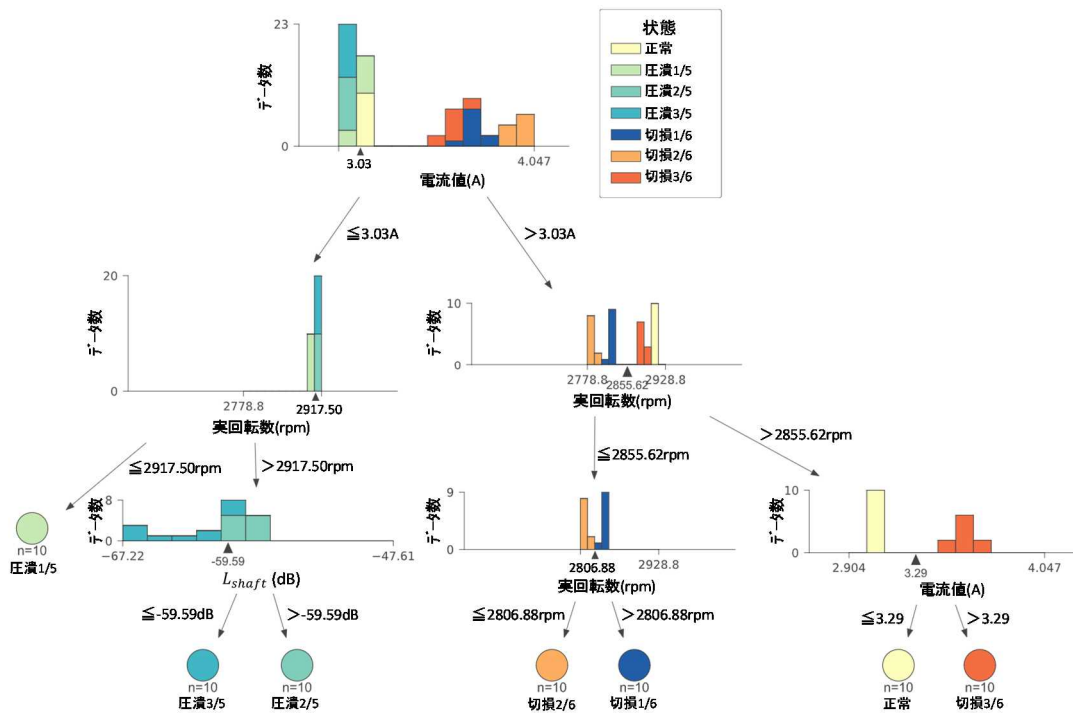 23
データ数
0
3.03
4.047
電流値(A)
状態
正常
圧潰1/5
圧潰2/5
圧潰3/5
切損1/6
切損2/6
切損3/6
≦3.03A
＞3.03A
20
データ数
0
2778.8
2917.50
実回転数(rpm)
10
データ数
0
2778.8
2855.62
2928.8
実回転数(rpm)
≦2917.50rpm
＞2917.50rpm
≦2855.62rpm
＞2855.62rpm
n=10
圧潰1/5
8
データ数
0
-67.22
-59.59
-47.61
Lshaft (dB)
9
データ数
0
2806.88
2928.8
実回転数(rpm)
10
データ数
0
2.904
3.29
4.047
電流値(A)
≦-59.59dB
＞-59.59dB
≦2806.88rpm
＞2806.88rpm
≦3.29
＞3.29
n=10
圧潰3/5
n=10
圧潰2/5
n=10
切損2/6
n=10
切損1/6
n=10
正常
n=10
切損3/6